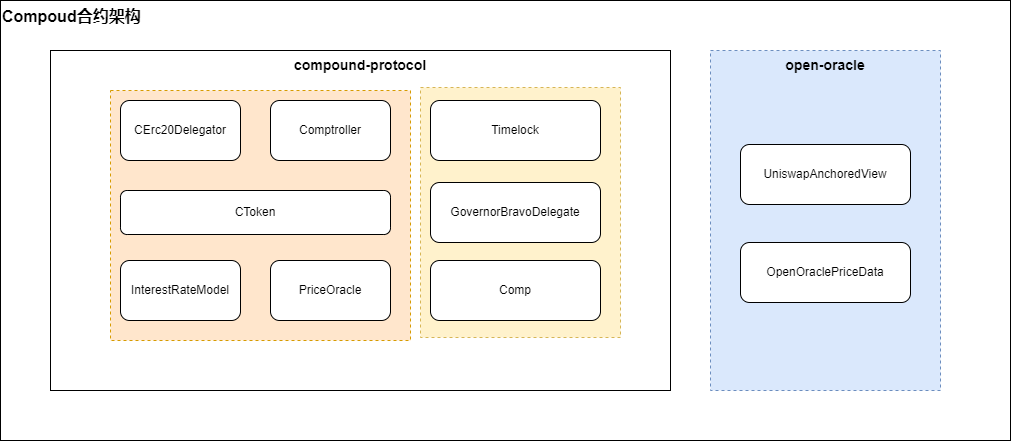 Compoud合约架构
compound-protocol
CErc20Delegator
Comptroller
CToken
InterestRateModel
PriceOracle
Timelock
GovernorBravoDelegate
Comp
open-oracle
UniswapAnchoredView
OpenOraclePriceData